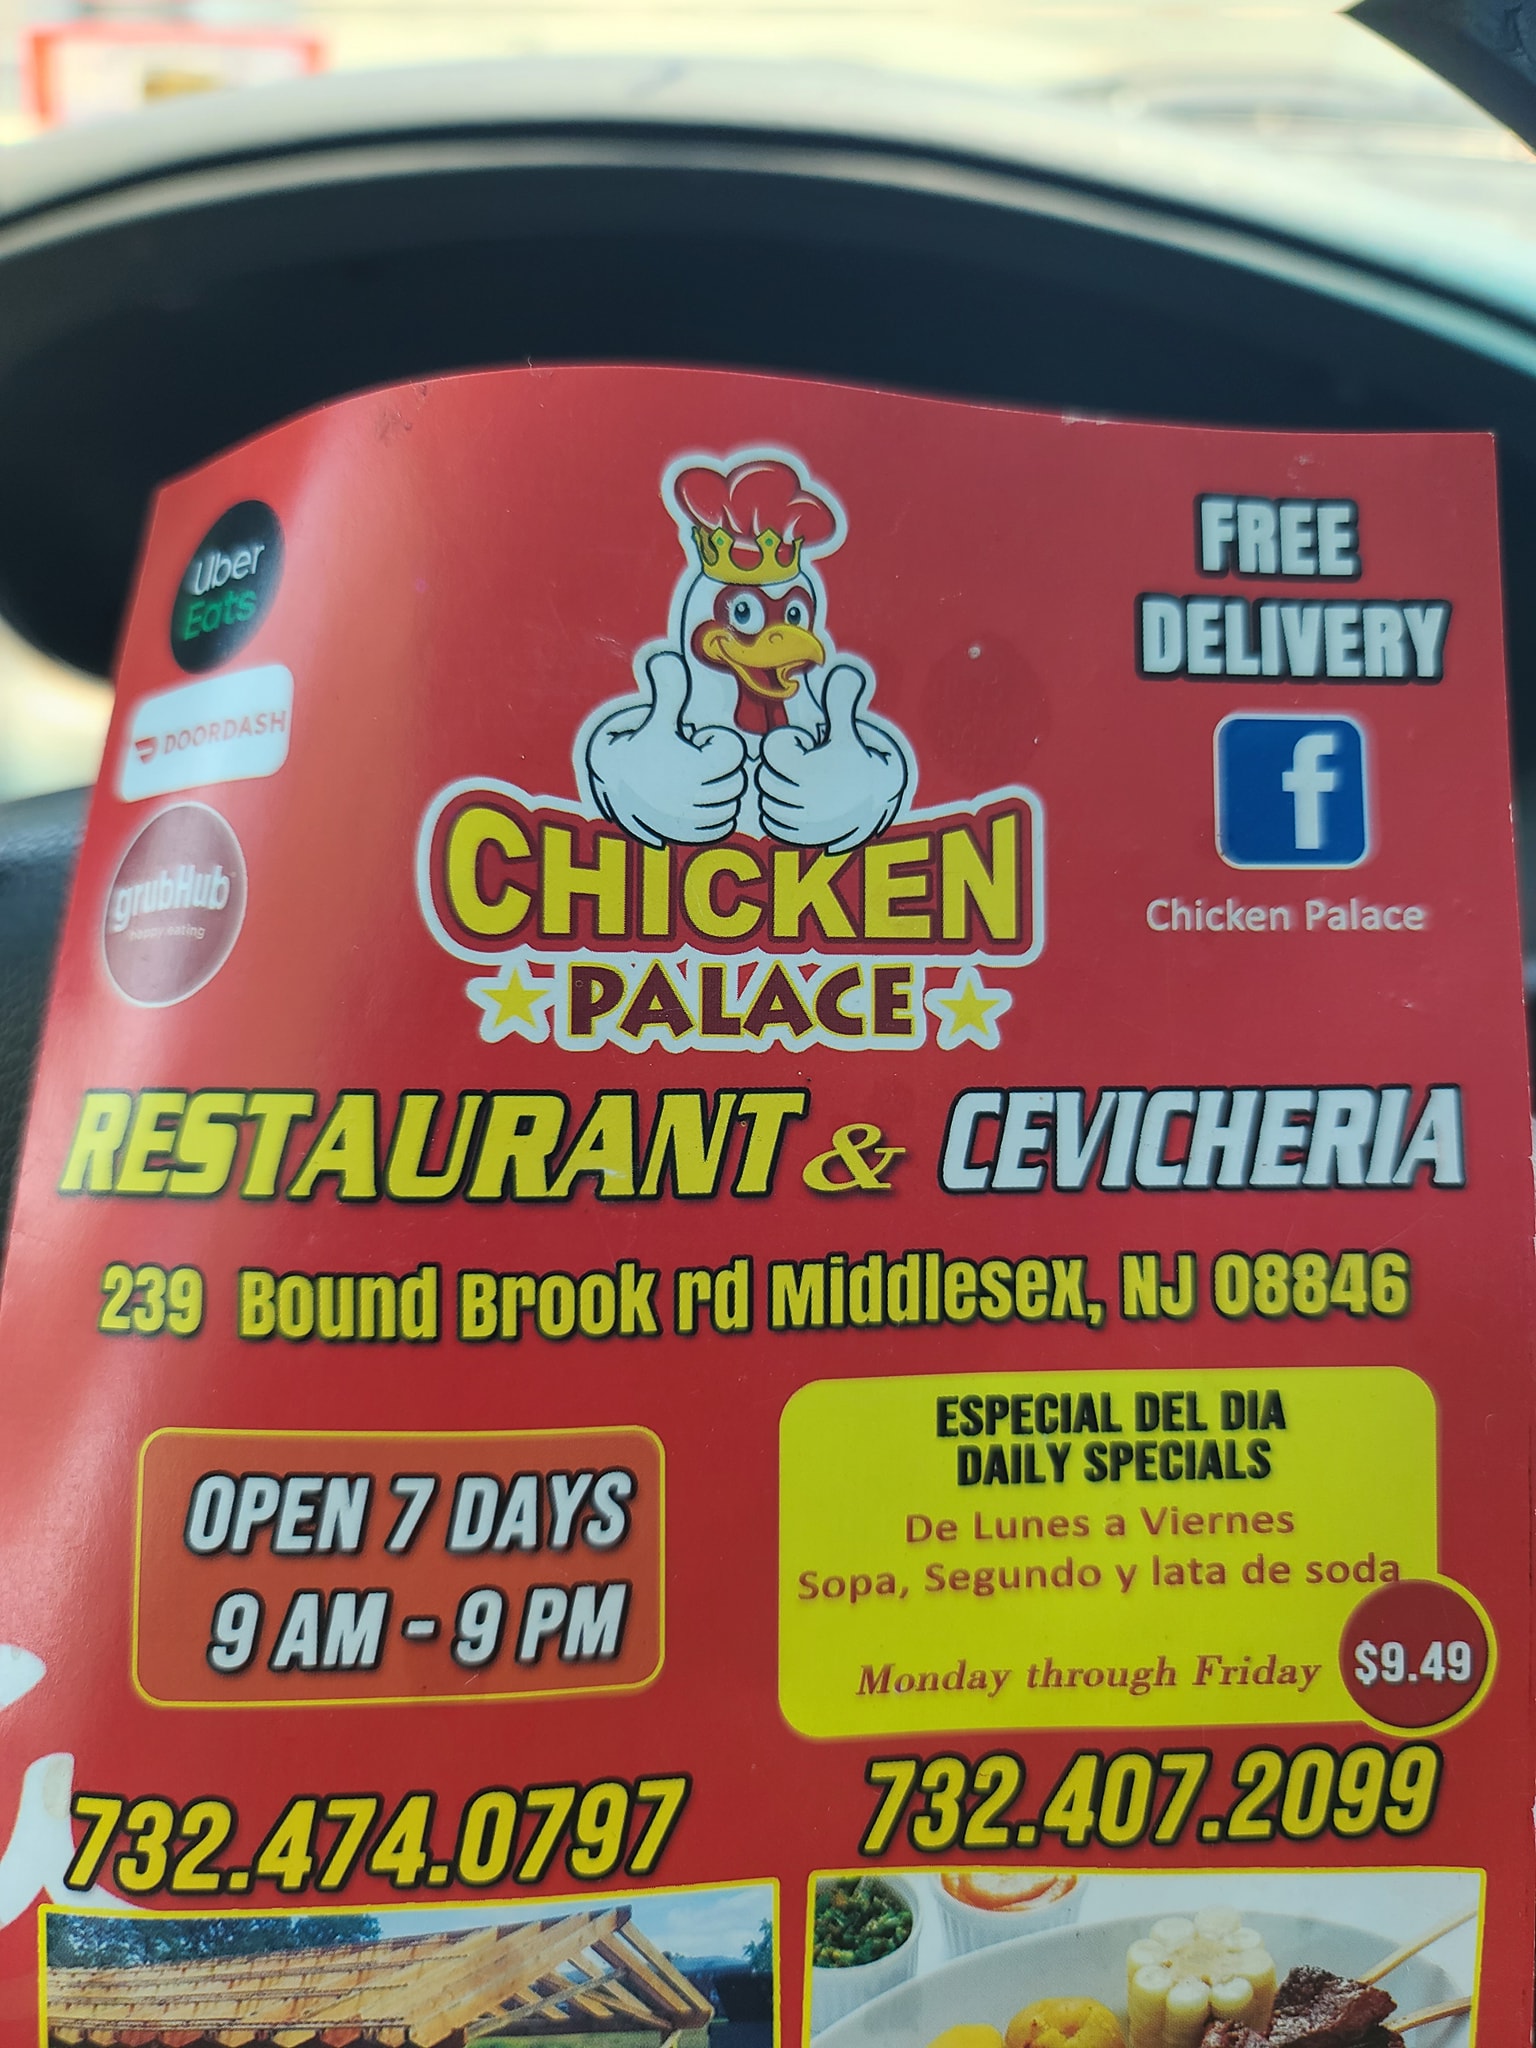 Uber
Eats
DOORDASH
GRUBHUB
happy eating
FREE
DELIVERY
f
Chicken Palace
CHICKEN
PALACE
RESTAURANT & CEVICHERIA
239 Bound Brook rd Middlesex, NJ 08846
OPEN 7 DAYS
9 AM - 9 PM
ESPECIAL DEL DIA
DAILY SPECIALS
De Lunes a Viernes
Sopa, Segundo y lata de soda
Monday through Friday
$9.49
732.474.0797
732.407.2099